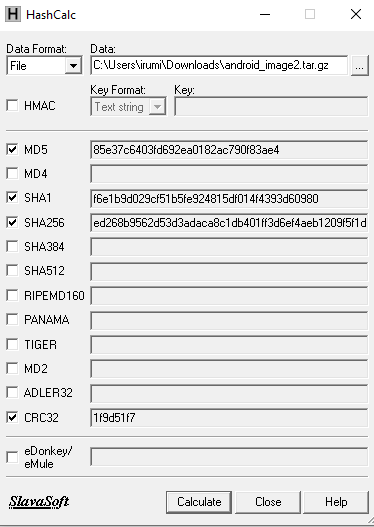 HashCalc
Data Format: Data:
File C:\Users\irumi\Downloads\android_image2.tar.gz ...
Key Format: Key:
HMAC Text string
MD5 85e37c6403fd692ea0182ac790f83ae4
MD4
SHA1 f6e1b9d029cf51b5fe924815df014f4393d60980
SHA256 ed268b9562d53d3adaca8c1db401ff3d6ef4aeb1209f5f1d
SHA384
SHA512
RIPEMD160
PANAMA
TIGER
MD2
ADLER32
CRC32 1f9d51f7
eDonkey/
eMule
SlavaSoft Calculate Close Help